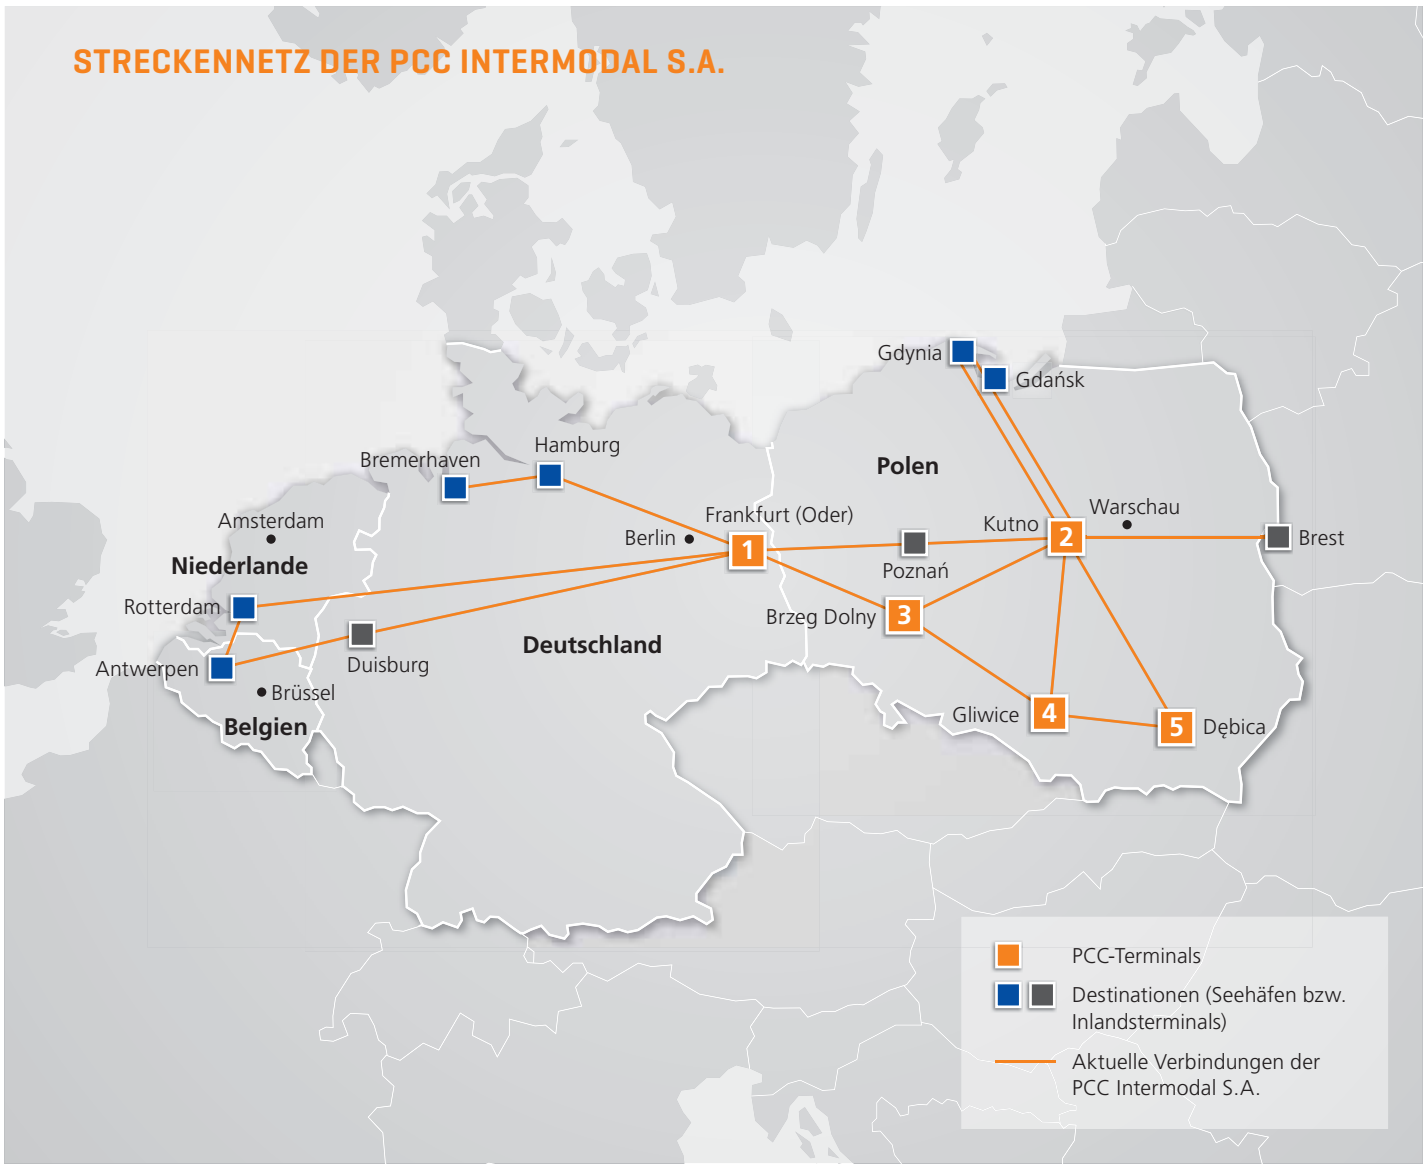 STRECKENNETZ DER PCC INTERMODAL S.A.
Gdynia
Gdańsk
Hamburg
Bremerhaven
Polen
Warschau
Frankfurt (Oder)
Kutno
Amsterdam
Berlin
1
2
Brest
Niederlande
Poznań
Rotterdam
Brzeg Dolny
3
Deutschland
Duisburg
Antwerpen
Brüssel
Belgien
Gliwice
4
5
Dębica
PCC-Terminals
Destinationen (Seehäfen bzw.
Inlandsterminals)
Aktuelle Verbindungen der
PCC Intermodal S.A.